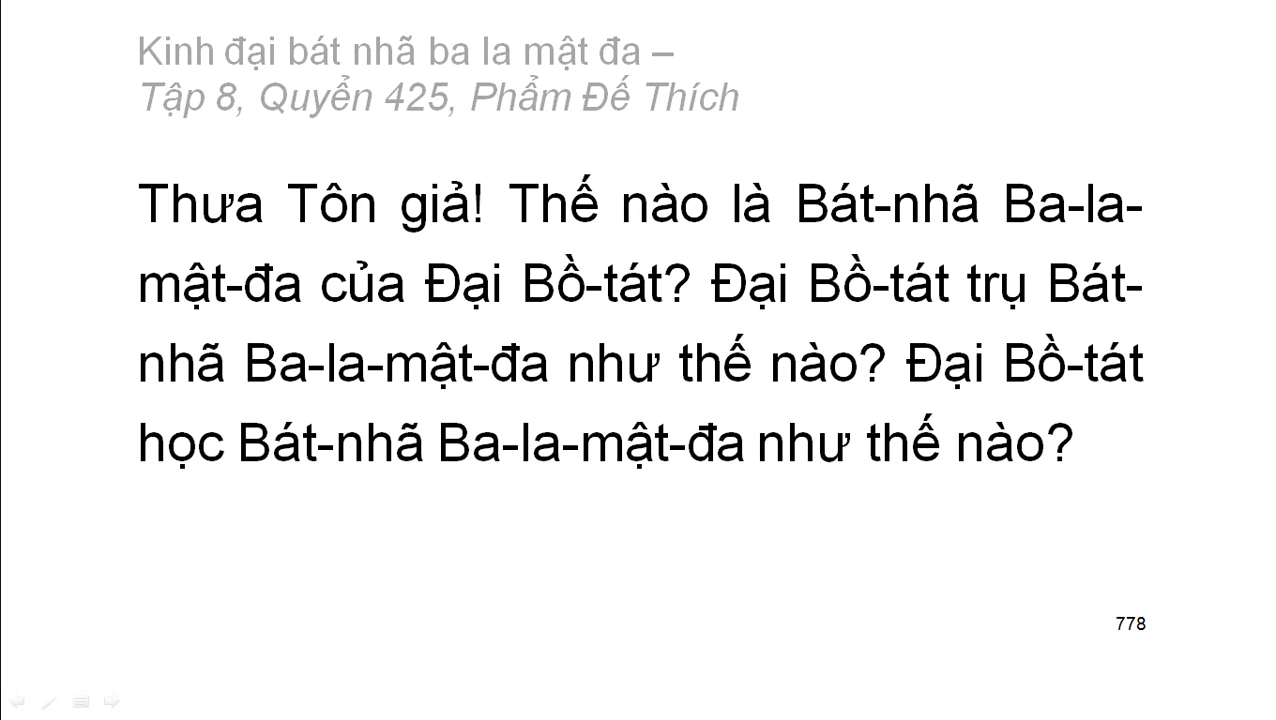 Kinh đại bát nhã ba la mật đa –
Tập 8, Quyển 425, Phẩm Đế Thích
Thưa Tôn giả! Thế nào là Bát-nhã Ba-la-
mật-đa của Đại Bồ-tát? Đại Bồ-tát trụ Bát-
nhã Ba-la-mật-đa như thế nào? Đại Bồ-tát
học Bát-nhã Ba-la-mật-đa như thế nào?
778